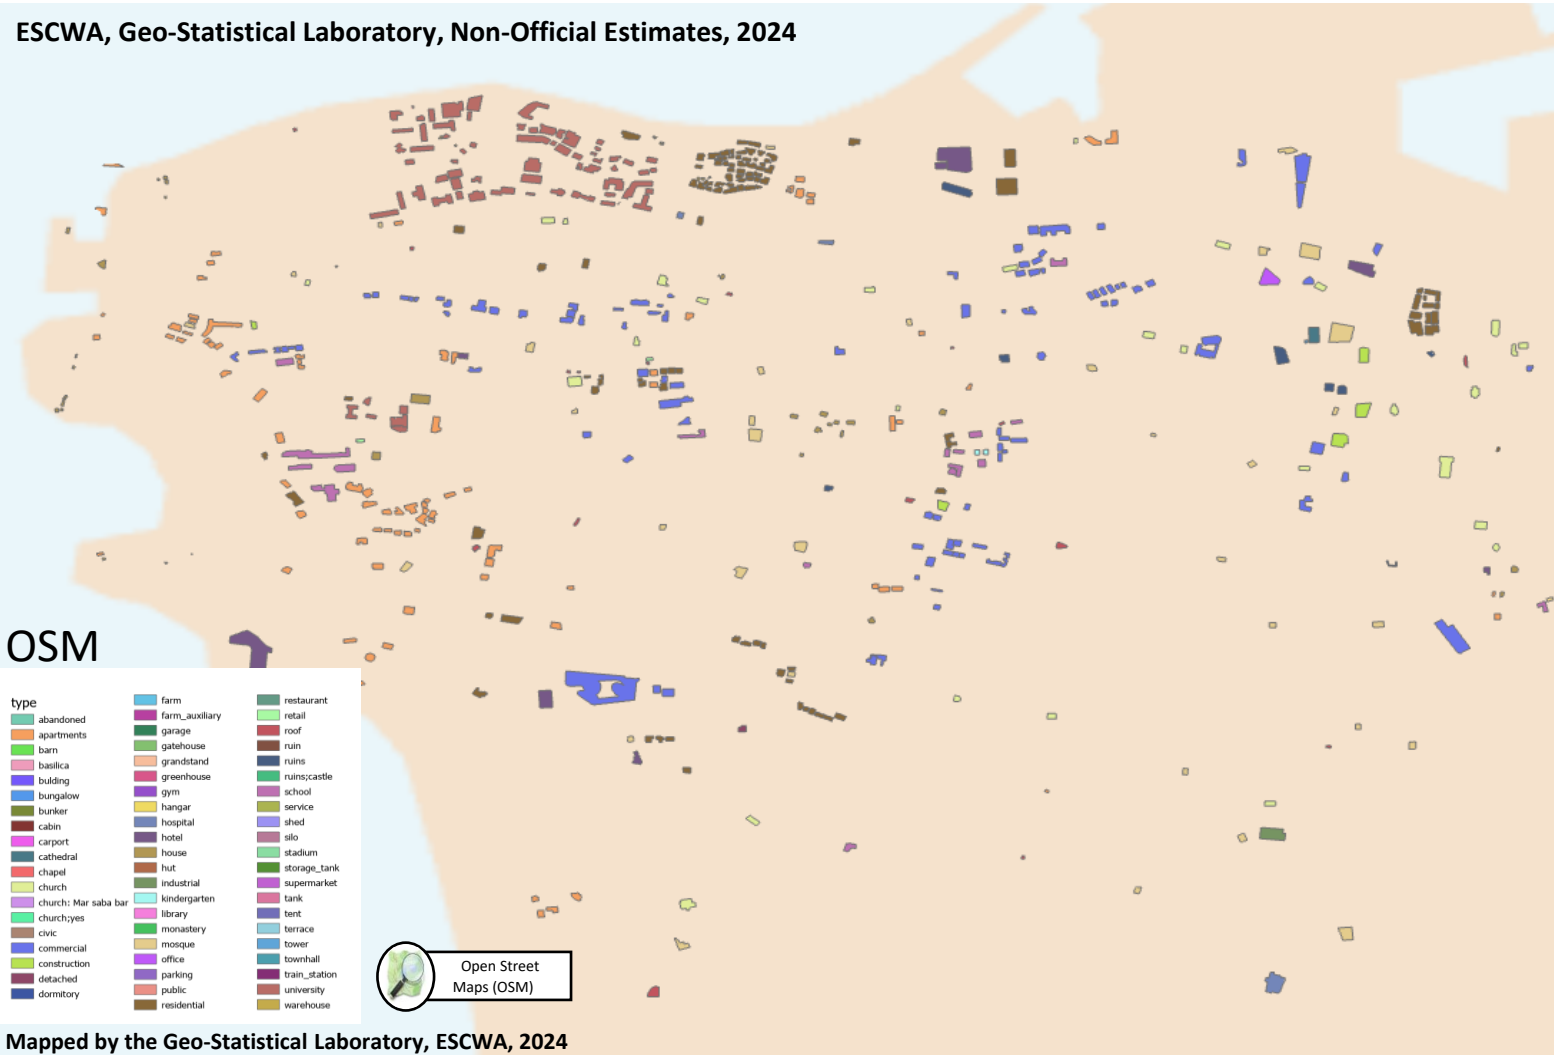 ESCWA, Geo-Statistical Laboratory, Non-Official Estimates, 2024
OSM
type
abandoned
apartments
barn
basilica
bulding
bungalow
bunker
cabin
carport
cathedral
chapel
church
church: Mar saba bar
church;yes
civic
commercial
construction
detached
dormitory
farm
farm_auxiliary
garage
gatehouse
grandstand
greenhouse
gym
hangar
hospital
hotel
house
hut
industrial
kindergarten
library
monastery
mosque
office
parking
public
residential
restaurant
retail
roof
ruin
ruins
ruins;castle
school
service
shed
silo
stadium
storage_tank
supermarket
tank
tent
terrace
tower
townhall
train_station
university
warehouse
Open Street
Maps (OSM)
Mapped by the Geo-Statistical Laboratory, ESCWA, 2024